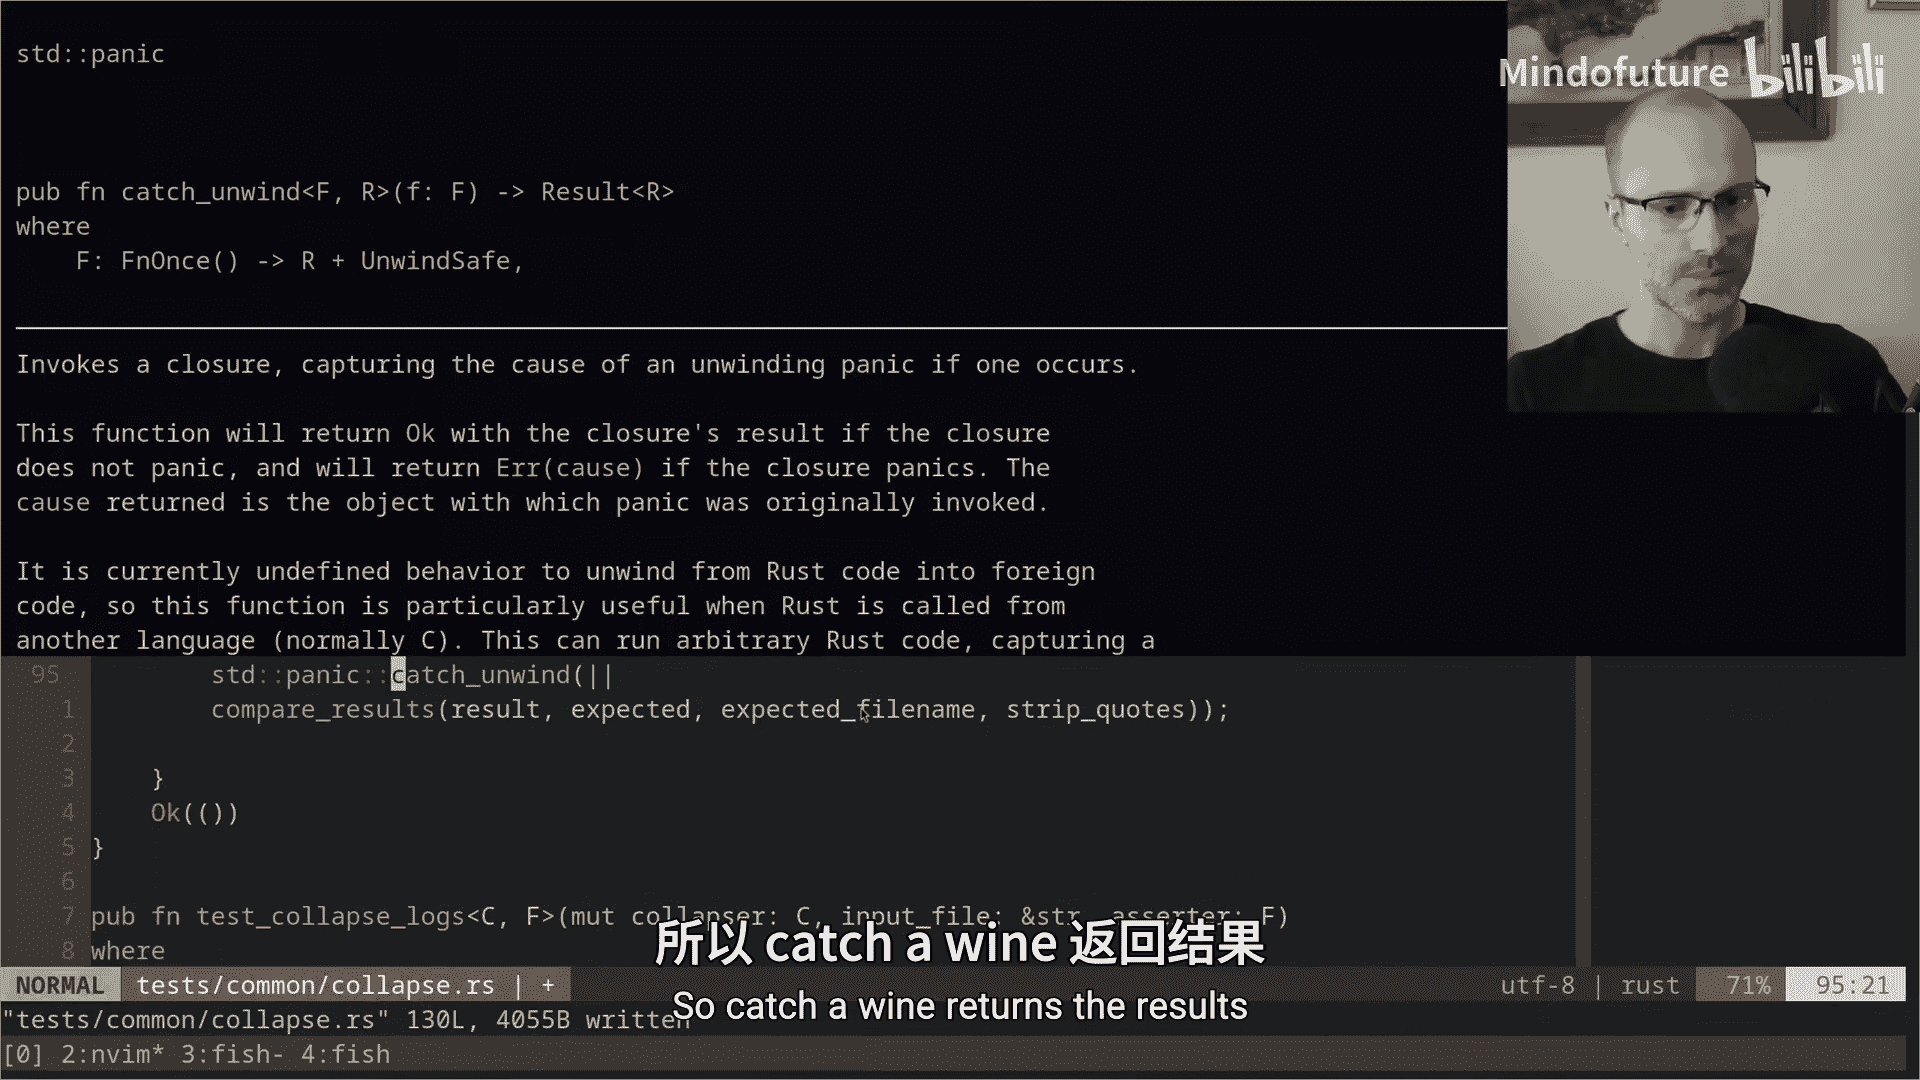 std::panic
Mindofuture bilibili
pub fn catch_unwind<F, R>(f: F) -> Result<R>
where
    F: FnOnce() -> R + UnwindSafe,
Invokes a closure, capturing the cause of an unwinding panic if one occurs.
This function will return Ok with the closure's result if the closure
does not panic, and will return Err(cause) if the closure panics. The
cause returned is the object with which panic was originally invoked.
It is currently undefined behavior to unwind from Rust code into foreign
code, so this function is particularly useful when Rust is called from
another language (normally C). This can run arbitrary Rust code, capturing a
95 std::panic::catch_unwind(||
1 compare_results(result, expected, expected_filename, strip_quotes));
2
3 }
4 Ok(())
5 }
6
7 pub fn test_collapse_logs<C, F>(mut collapser: C, input_file: &str, asserter: F)
8 where
所以 catch a wine 返回结果
NORMAL tests/common/collapse.rs | + utf-8 | rust 71% 95:21
So catch a wine returns the results
"tests/common/collapse.rs" 130L, 4055B written
[0] 2:nvim* 3:fish- 4:fish